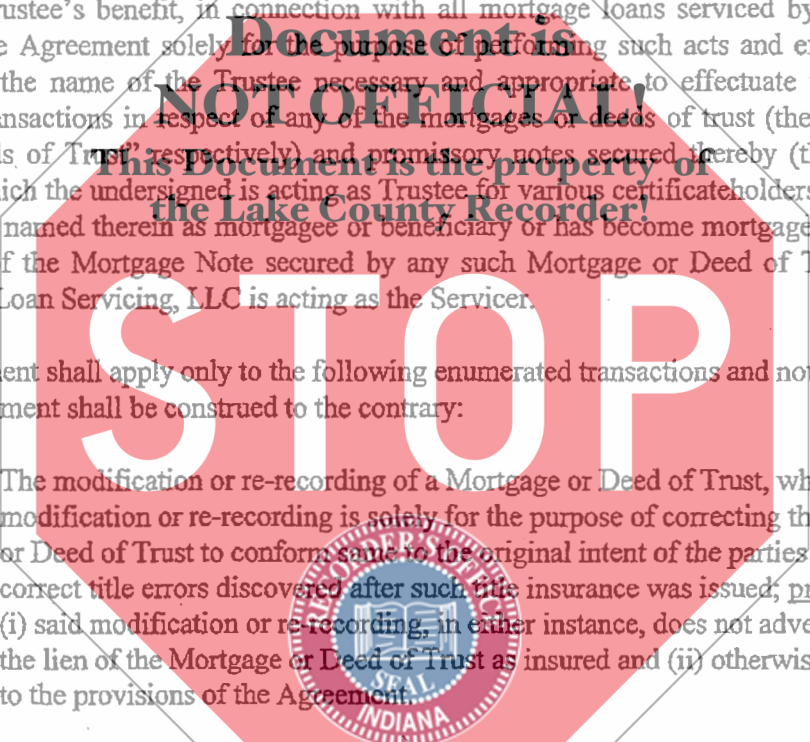 rustee's benefit, in connection with all mortgage loans serviced by
Document is
e Agreement solely for the purpose of performing such acts and e
the name of the Trustee necessary and appropriate to effectuate
NOT OFFICIAL!
nsactions in respect of any of the mortgages or deeds of trust (the
s of Trust" respectively) and promissory notes secured thereby (t
This Document is the property of
ich the undersigned is acting as Trustee for various certificateholder
the Lake County Recorder!
named therein as mortgagee or beneficiary or has become mortgage
f the Mortgage Note secured by any such Mortgage or Deed of T
Loan Servicing, LLC is acting as the Servicer.
STOP
ent shall apply only to the following enumerated transactions and no
ment shall be construed to the contrary:
The modification or re-recording of a Mortgage or Deed of Trust, wh
modification or re-recording is solely for the purpose of correcting th
or Deed of Trust to conform same to the original intent of the parties
correct title errors discovered after such title insurance was issued; p
(i) said modification or re-recording, in either instance, does not adve
the lien of the Mortgage or Deed of Trust as insured and (ii) otherwis
to the provisions of the Agreement.
RECORDER'S OFFICE
SEAL
INDIANA